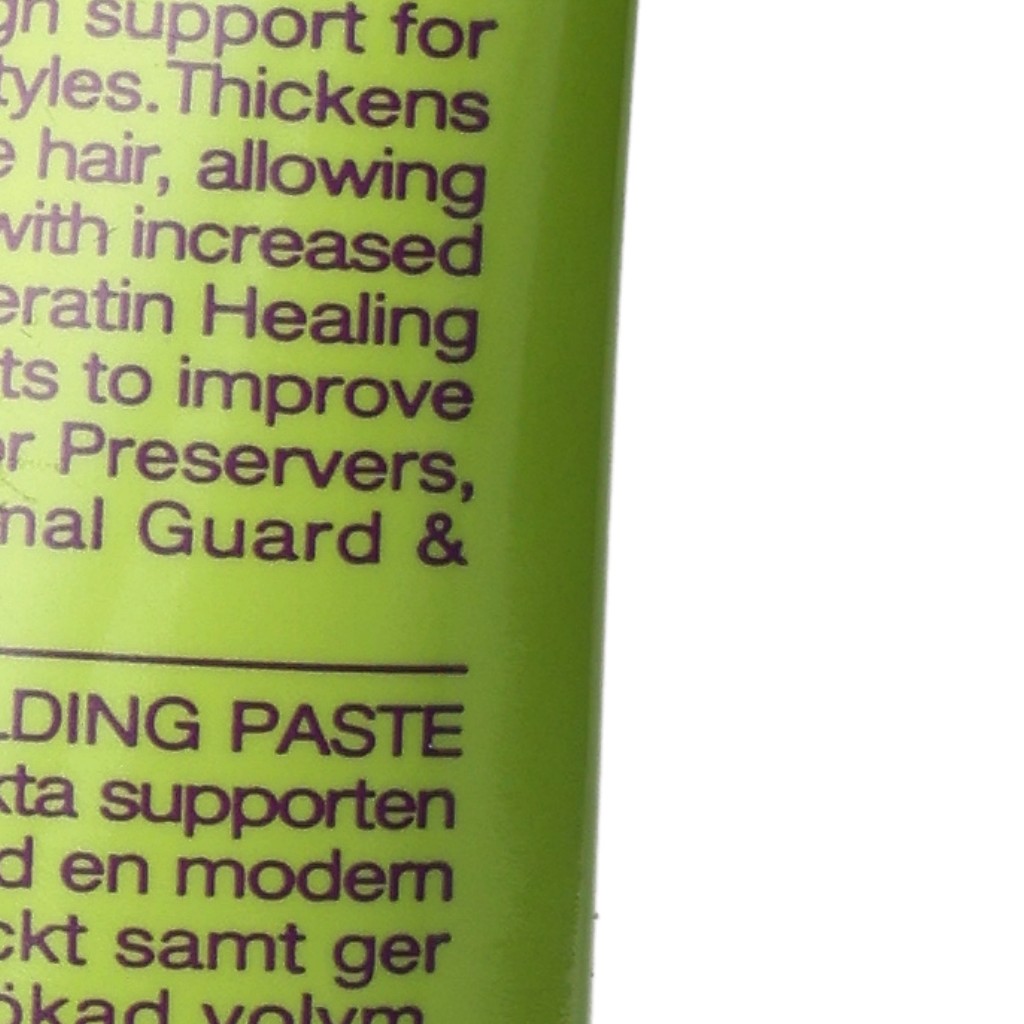 gh support for
tyles. Thickens
e hair, allowing
with increased
eratin Healing
ts to improve
or Preservers,
nal Guard &
LDING PASTE
kta supporten
d en modern
ckt samt ger
ökad volym